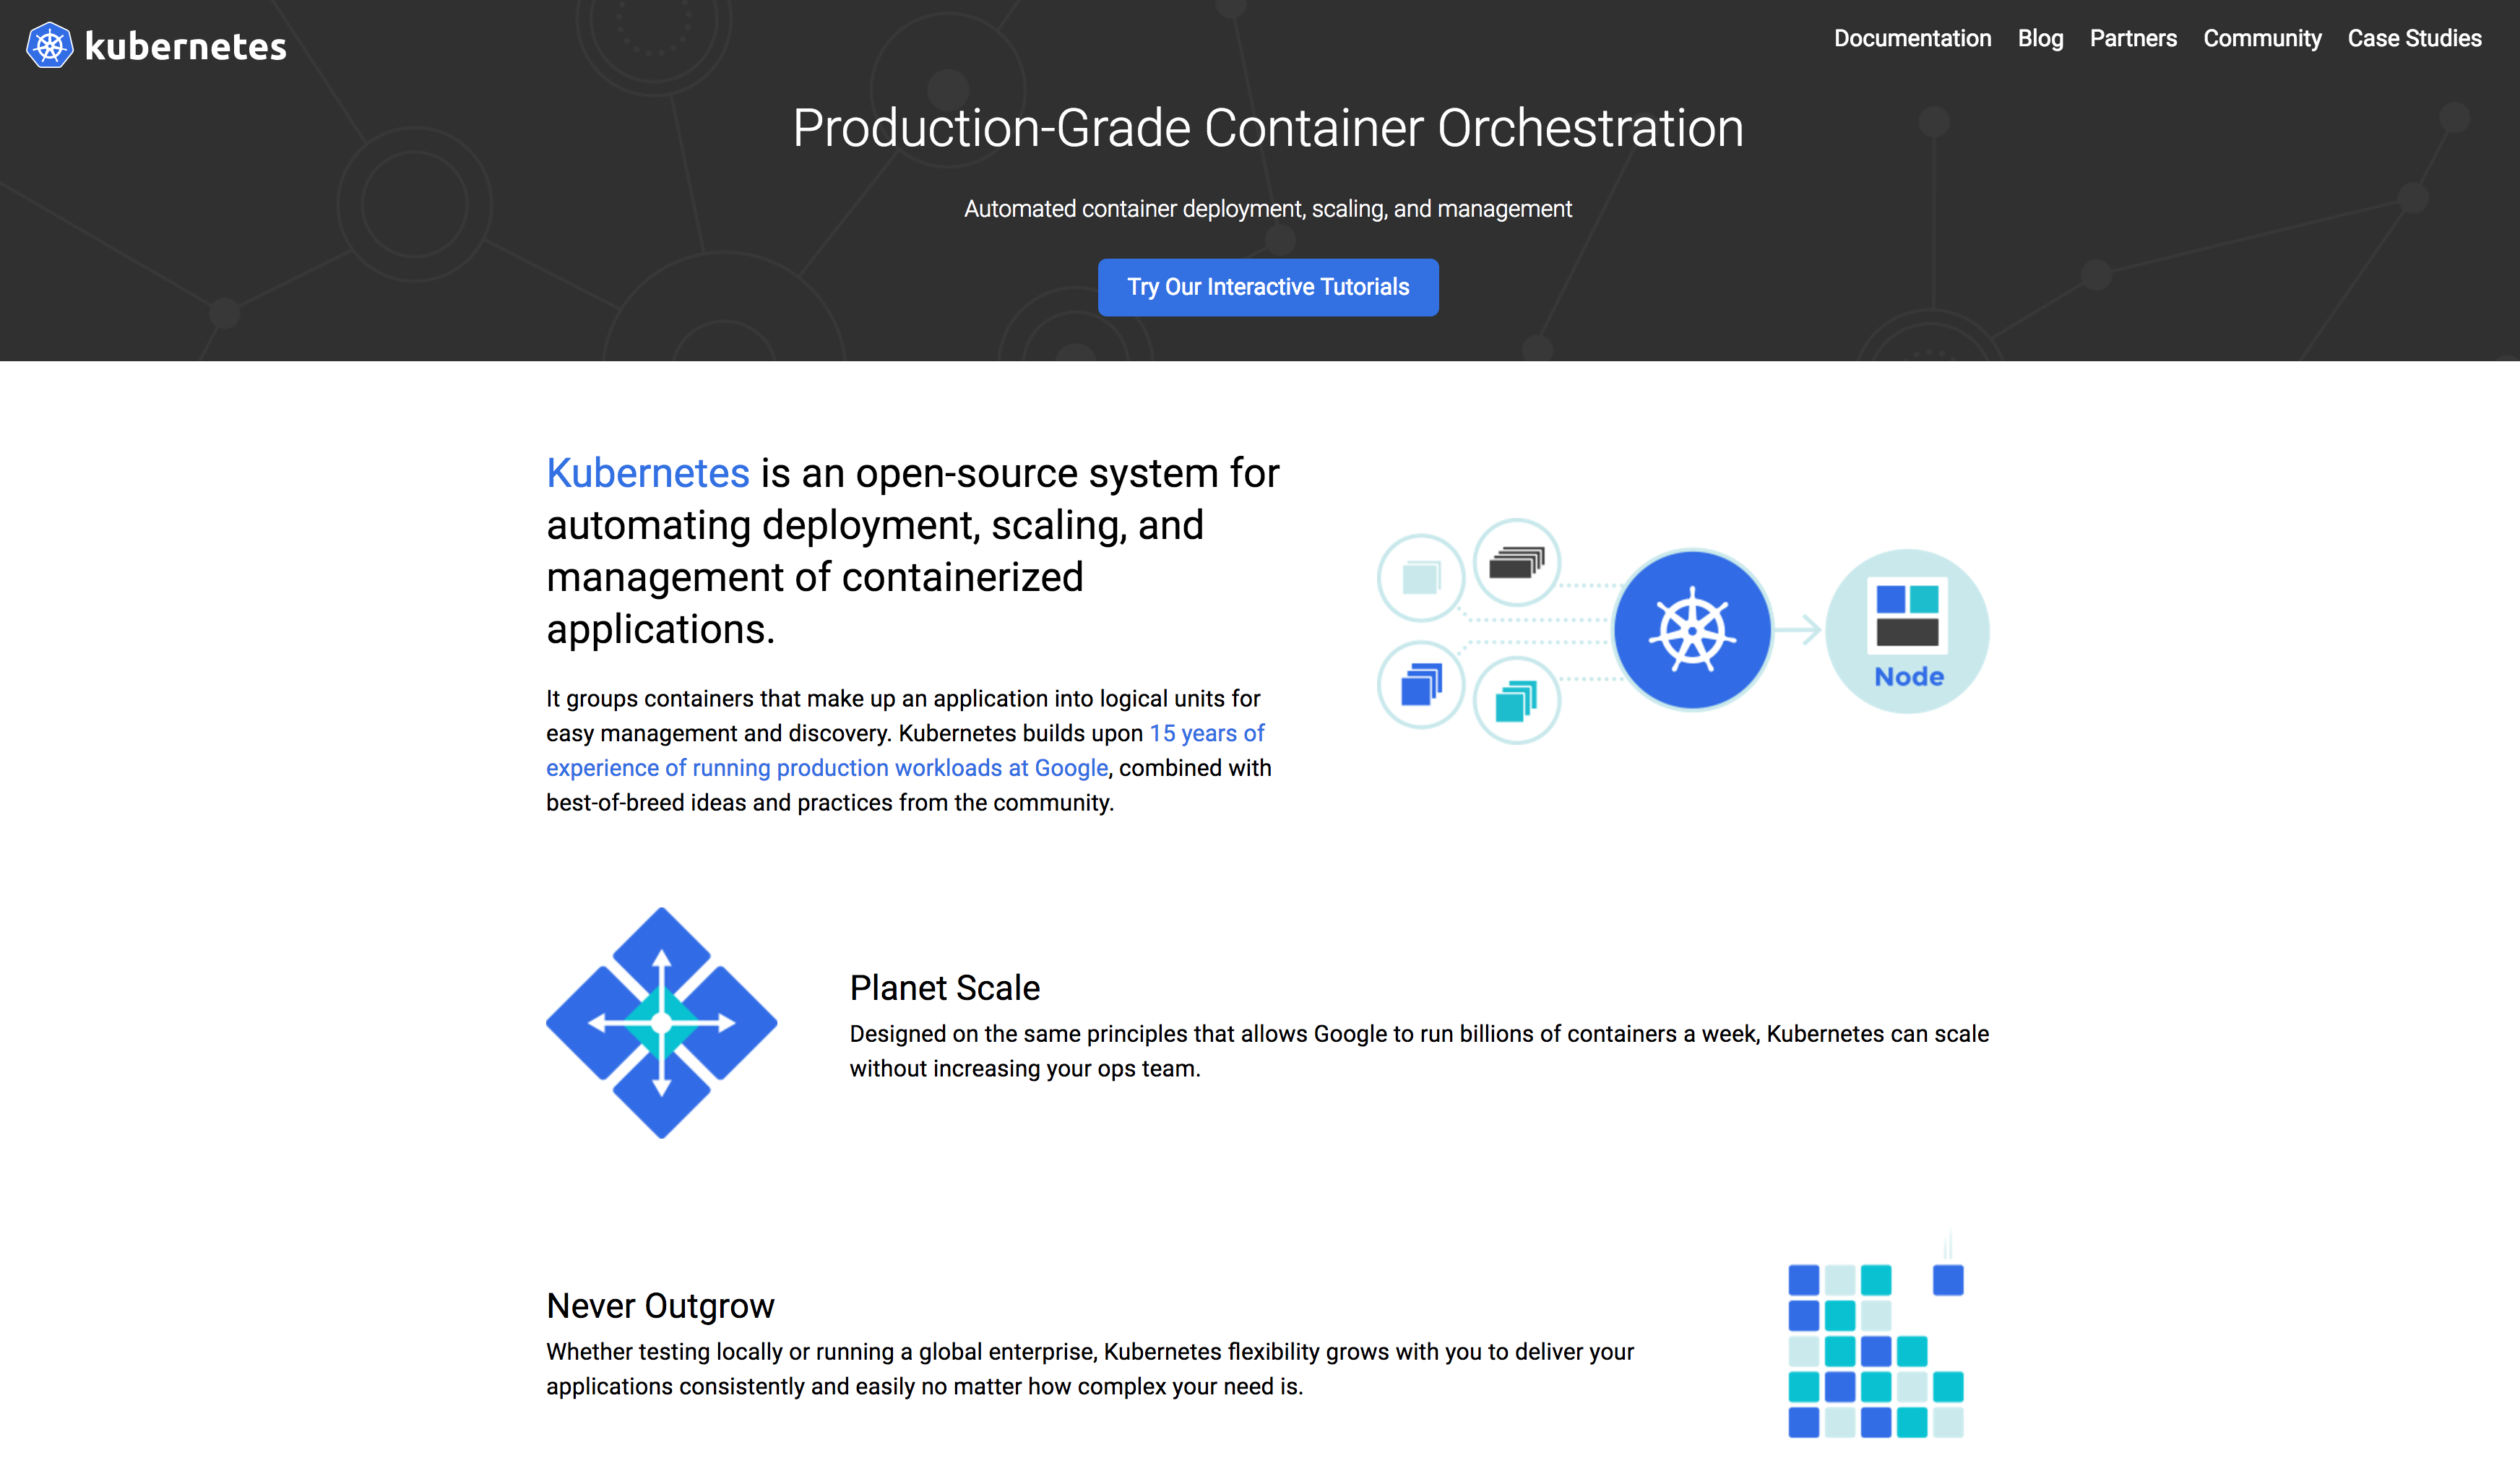 kubernetes
Documentation Blog Partners Community Case Studies
Production-Grade Container Orchestration
Automated container deployment, scaling, and management
Try Our Interactive Tutorials
Kubernetes is an open-source system for
automating deployment, scaling, and
management of containerized
applications.
It groups containers that make up an application into logical units for
easy management and discovery. Kubernetes builds upon 15 years of
experience of running production workloads at Google, combined with
best-of-breed ideas and practices from the community.
Node
Planet Scale
Designed on the same principles that allows Google to run billions of containers a week, Kubernetes can scale
without increasing your ops team.
Never Outgrow
Whether testing locally or running a global enterprise, Kubernetes flexibility grows with you to deliver your
applications consistently and easily no matter how complex your need is.